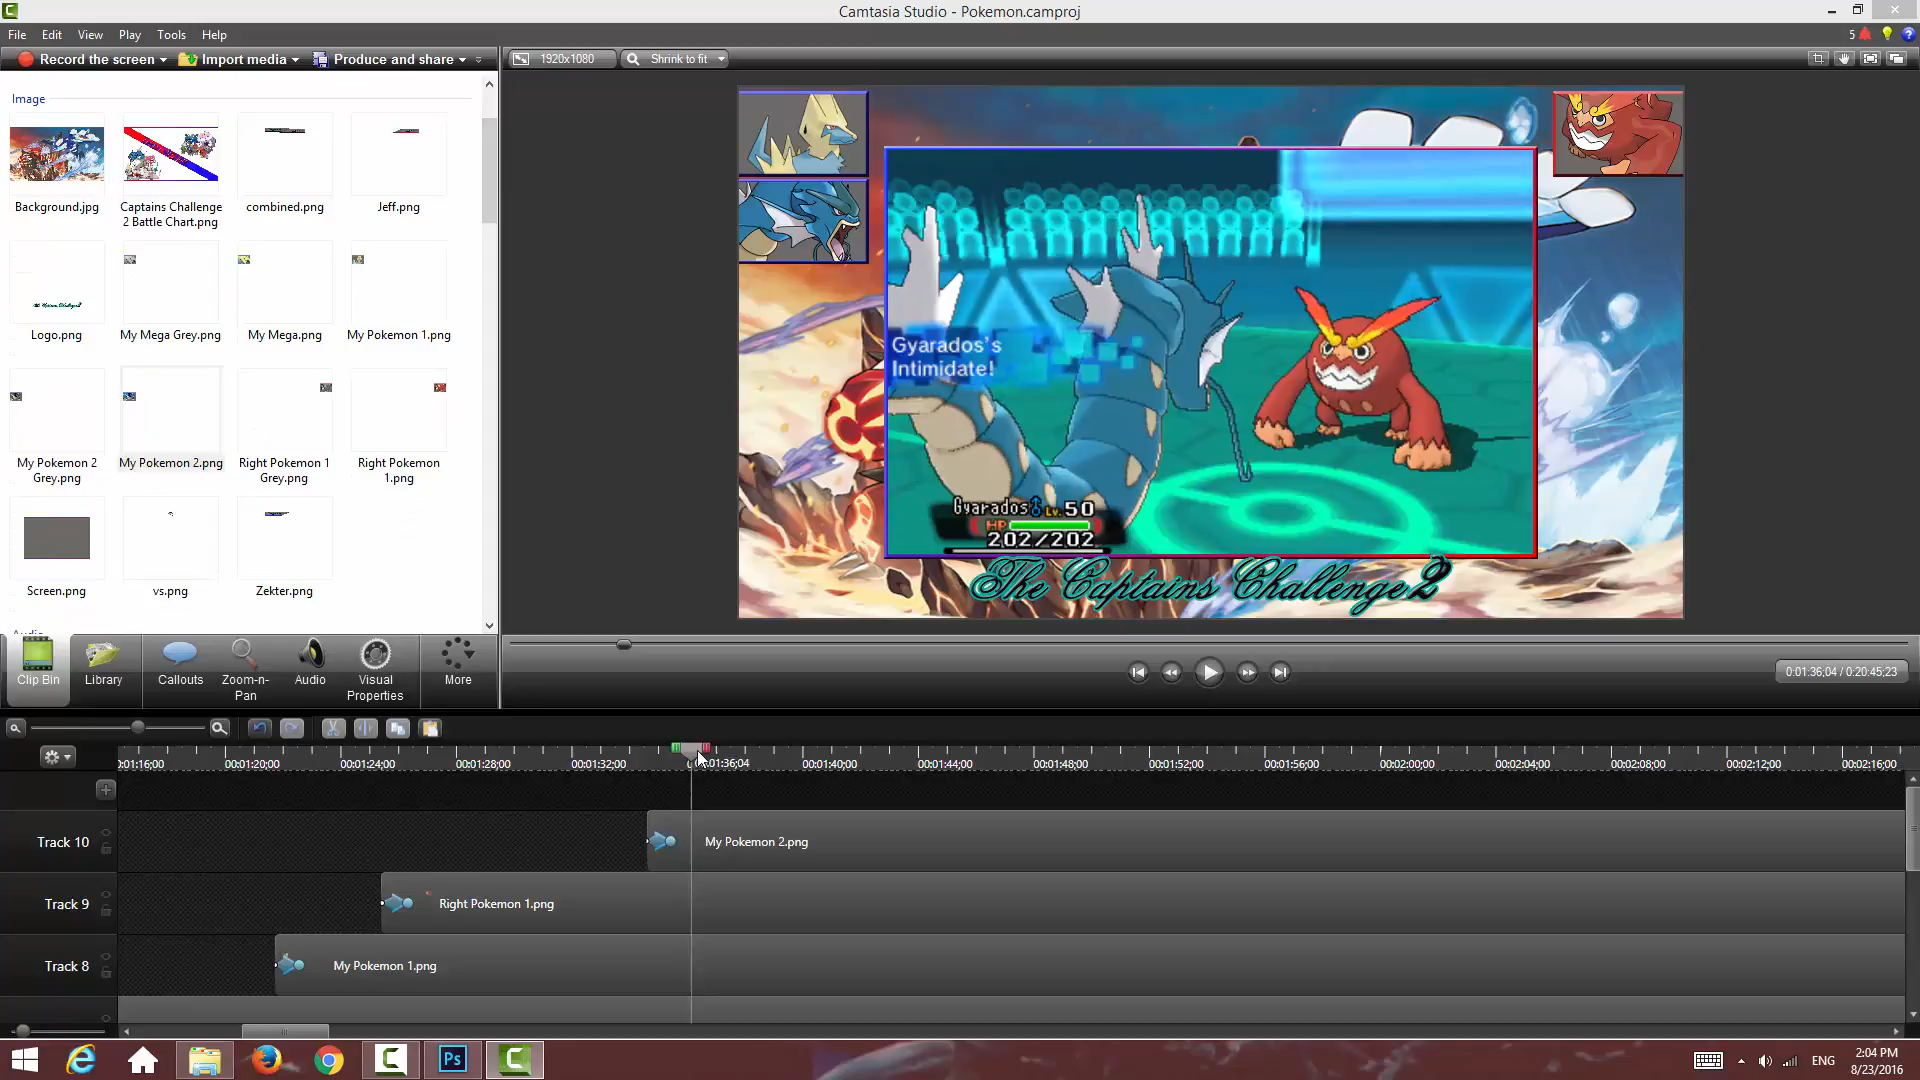 Camtasia Studio - Pokemon.camproj
File Edit View Play Tools Help
5
Record the screen Import media Produce and share
1920x1080 Shrink to fit
Image
Background.jpg
Captains Challenge 2 Battle Chart.png
combined.png
Jeff.png
Logo.png
My Mega Grey.png
My Mega.png
My Pokemon 1.png
My Pokemon 2 Grey.png
My Pokemon 2.png
Right Pokemon 1 Grey.png
Right Pokemon 1.png
Screen.png
vs.png
Zekter.png
Audio
Gyarados's
Intimidate!
Gyarados♂ Lv. 50
HP
202/202
The Captains Challenge 2
Clip Bin
Library
Callouts
Zoom-n-Pan
Audio
Visual Properties
More
0:01:36;04 / 0:20:45;23
00:01:20;00 00:01:24;00 00:01:28;00 00:01:32;00 00:01:36;04 00:01:40;00 00:01:44;00 00:01:48;00 00:01:52;00 00:01:56;00 00:02:00;00 00:02:04;00 00:02:08;00 00:02:12;00 00:02:16;00
Track 10
My Pokemon 2.png
Track 9
Right Pokemon 1.png
Track 8
My Pokemon 1.png
Ps
ENG
2:04 PM
8/23/2016